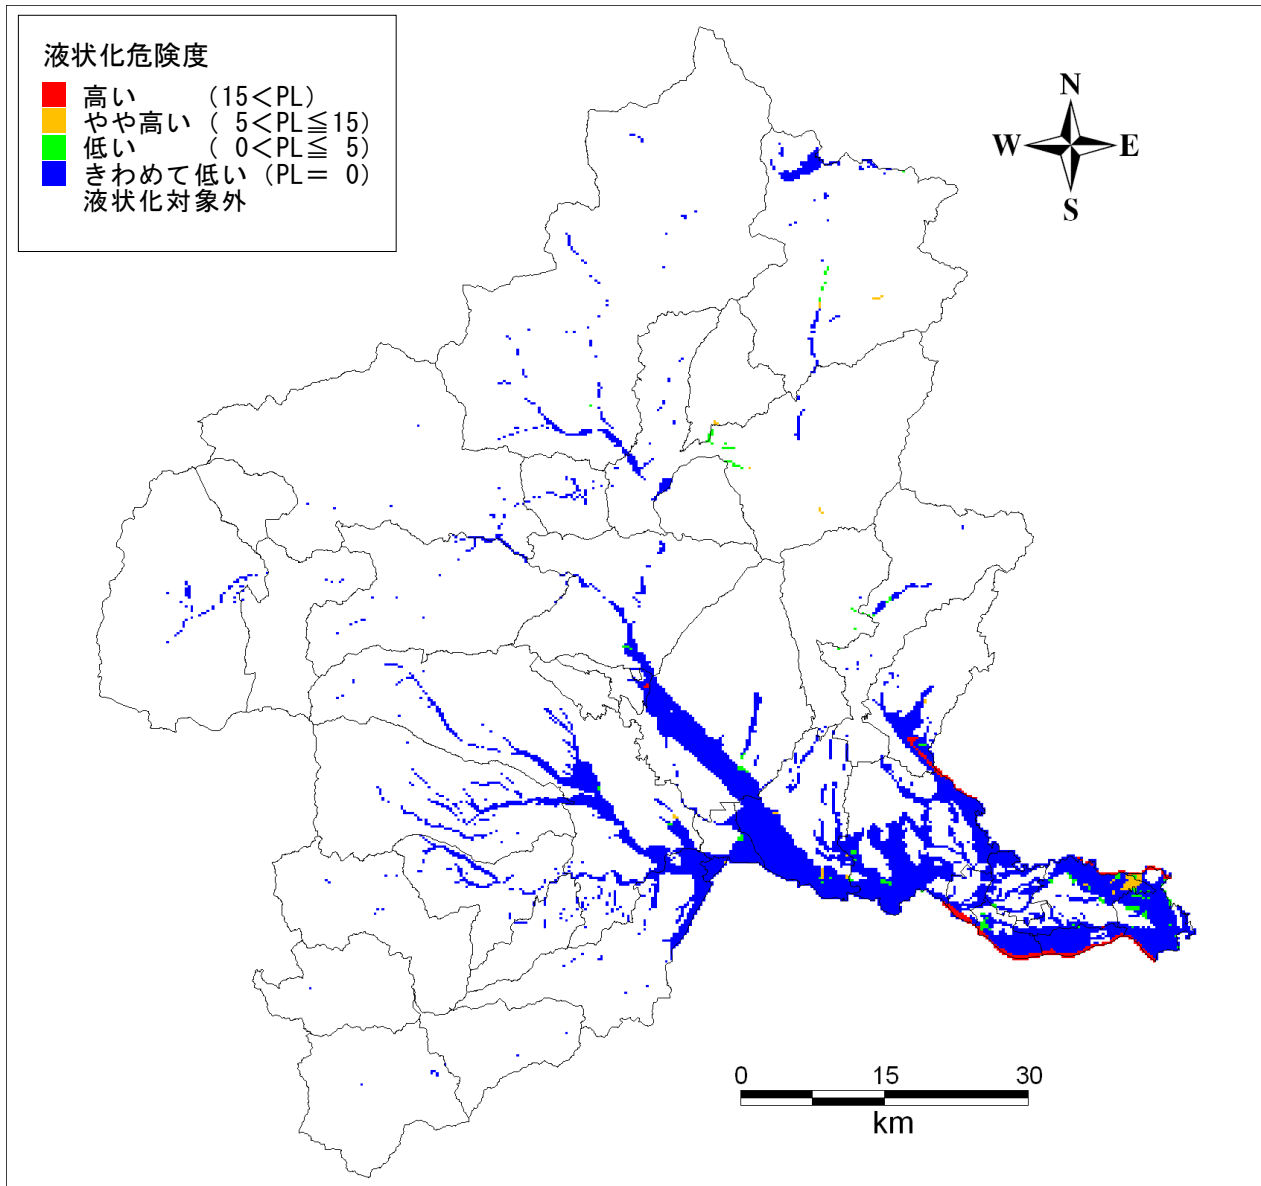 液状化危険度
高い (15<PL)
やや高い ( 5<PL≦15)
低い ( 0<PL≦ 5)
きわめて低い (PL= 0)
液状化対象外
N
W E
S
0 15 30
km